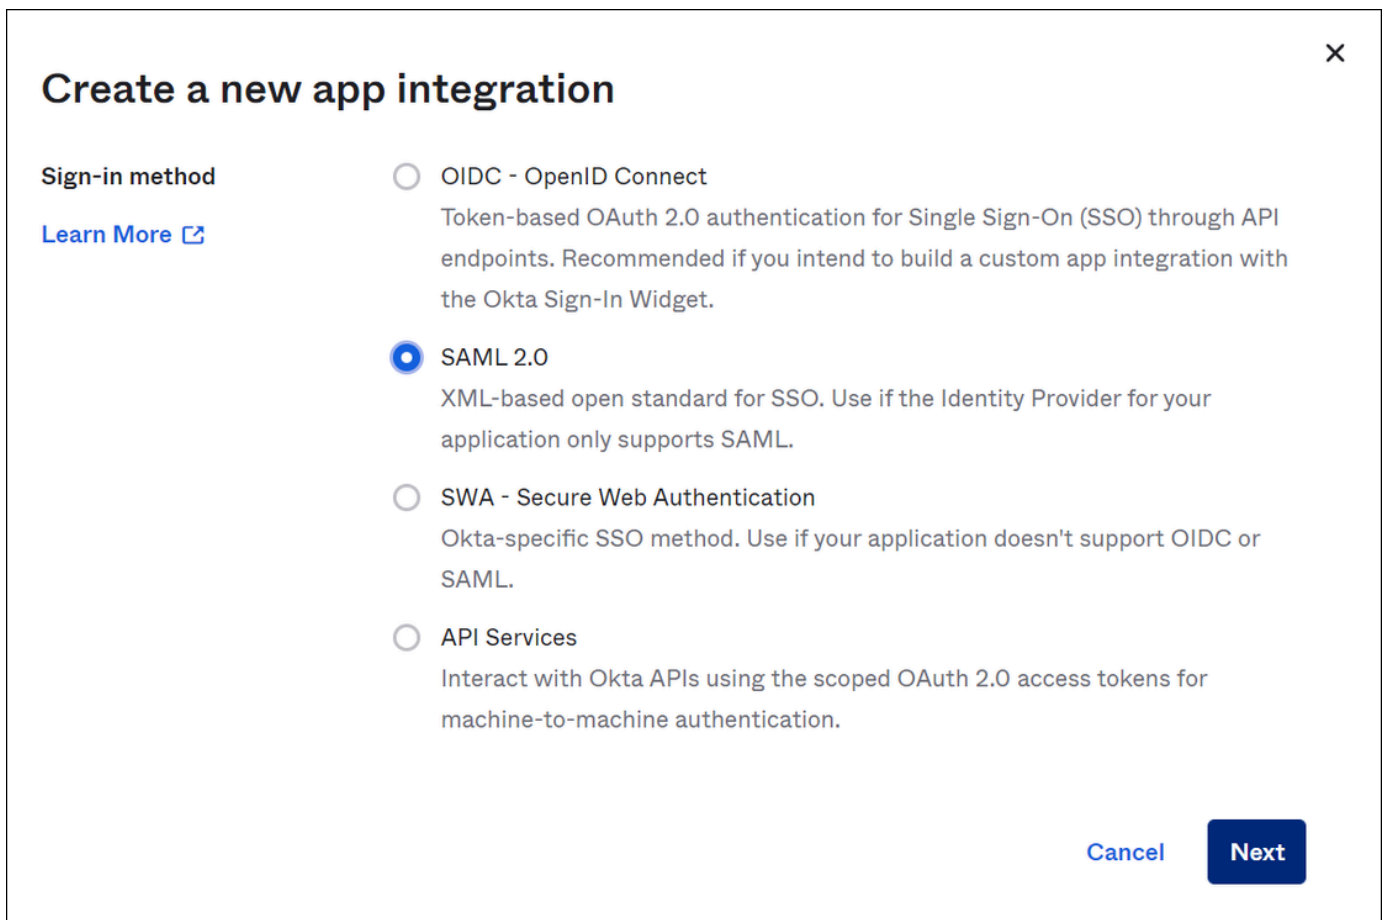 Create a new app integration
Sign-in method
Learn More
OIDC - OpenID Connect
Token-based OAuth 2.0 authentication for Single Sign-On (SSO) through API
endpoints. Recommended if you intend to build a custom app integration with
the Okta Sign-In Widget.
SAML 2.0
XML-based open standard for SSO. Use if the Identity Provider for your
application only supports SAML.
SWA - Secure Web Authentication
Okta-specific SSO method. Use if your application doesn't support OIDC or
SAML.
API Services
Interact with Okta APIs using the scoped OAuth 2.0 access tokens for
machine-to-machine authentication.
Cancel
Next